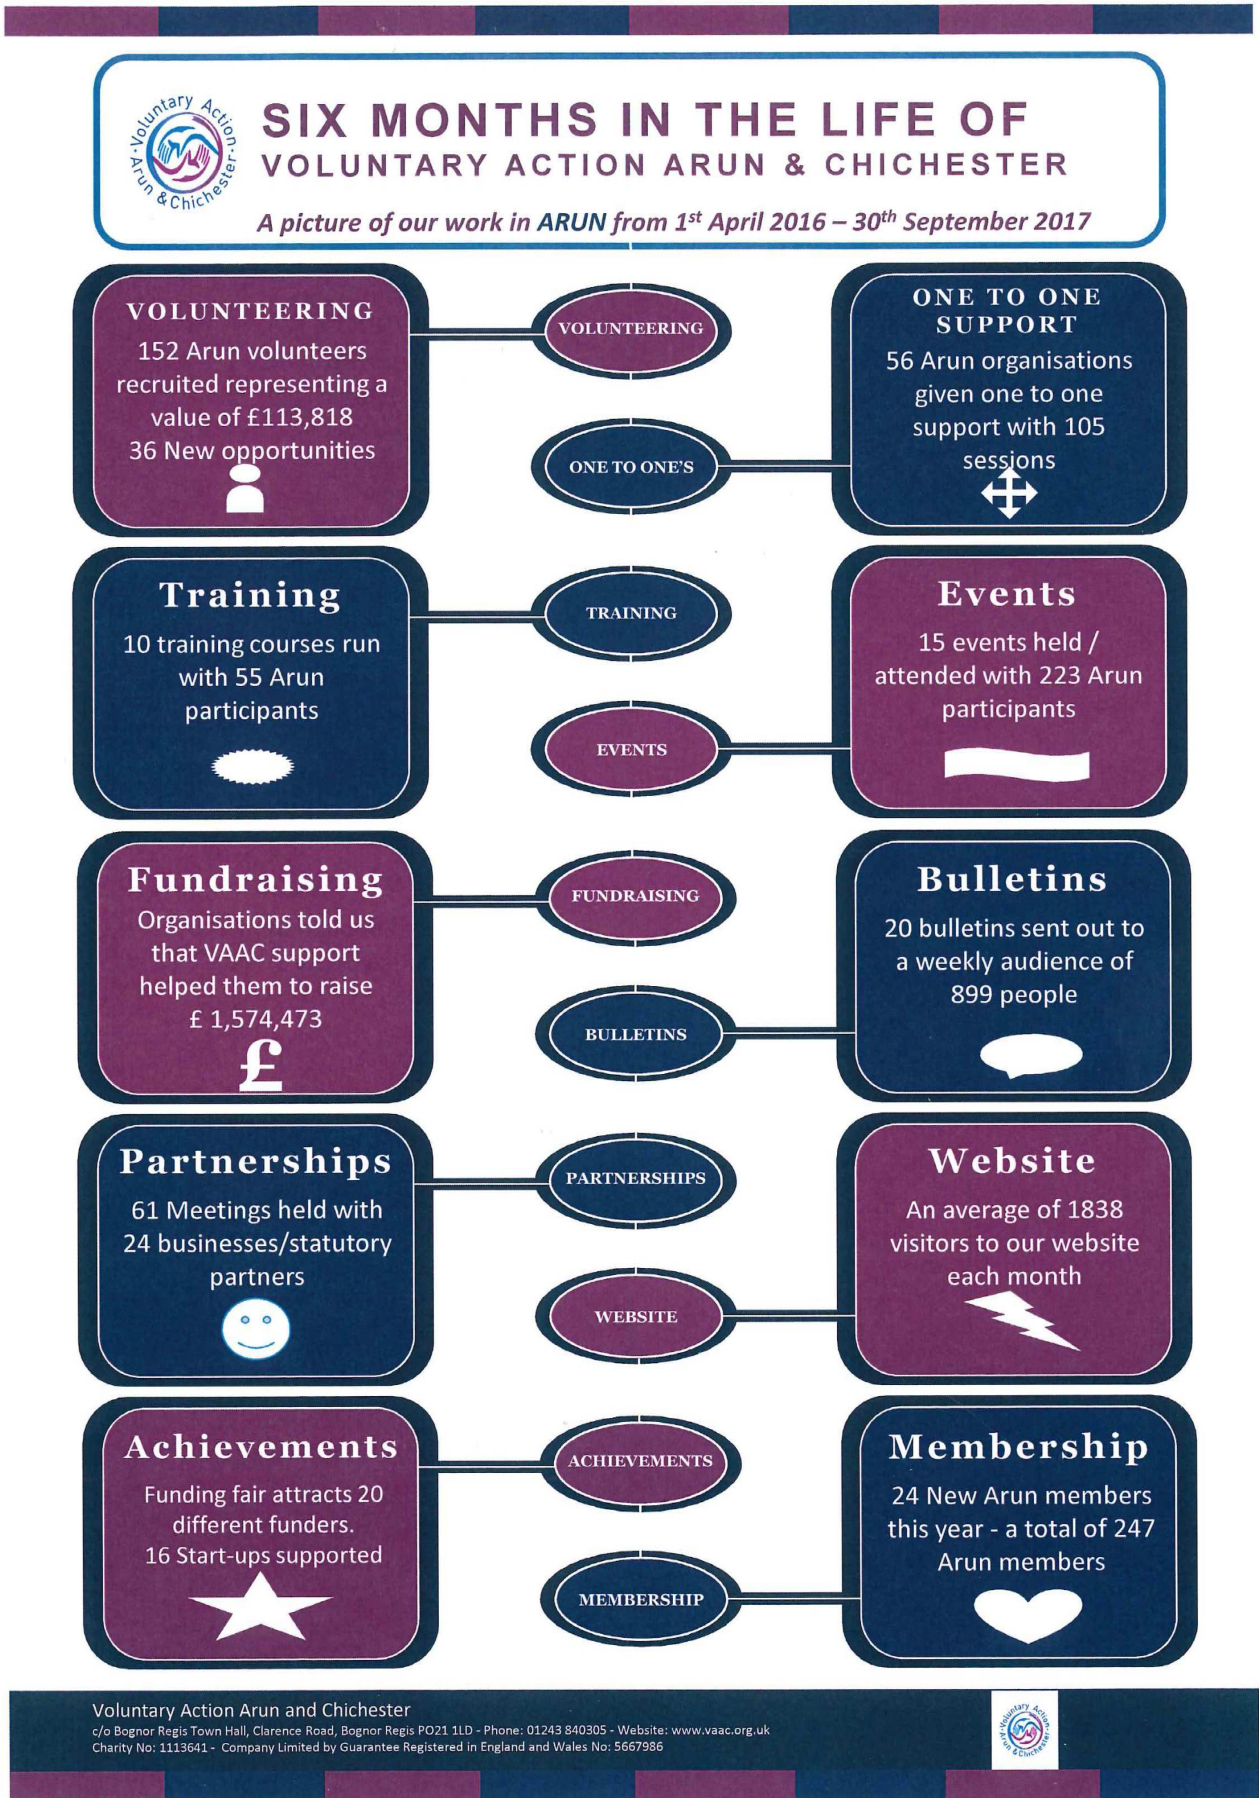 Voluntary Action
Arun & Chichester
SIX MONTHS IN THE LIFE OF
VOLUNTARY ACTION ARUN & CHICHESTER
A picture of our work in ARUN from 1st April 2016 – 30th September 2017
VOLUNTEERING
152 Arun volunteers
recruited representing a
value of £113,818
36 New opportunities
VOLUNTEERING
ONE TO ONE
SUPPORT
56 Arun organisations
given one to one
support with 105
sessions
ONE TO ONE'S
Training
10 training courses run
with 55 Arun
participants
TRAINING
Events
15 events held /
attended with 223 Arun
participants
EVENTS
Fundraising
Organisations told us
that VAAC support
helped them to raise
£ 1,574,473
£
FUNDRAISING
Bulletins
20 bulletins sent out to
a weekly audience of
899 people
BULLETINS
Partnerships
61 Meetings held with
24 businesses/statutory
partners
PARTNERSHIPS
Website
An average of 1838
visitors to our website
each month
WEBSITE
Achievements
Funding fair attracts 20
different funders.
16 Start-ups supported
ACHIEVEMENTS
Membership
24 New Arun members
this year - a total of 247
Arun members
MEMBERSHIP
Voluntary Action Arun and Chichester
c/o Bognor Regis Town Hall, Clarence Road, Bognor Regis PO21 1LD - Phone: 01243 840305 - Website: www.vaac.org.uk
Charity No: 1113641 - Company Limited by Guarantee Registered in England and Wales No: 5667986
Voluntary Action
Arun & Chichester